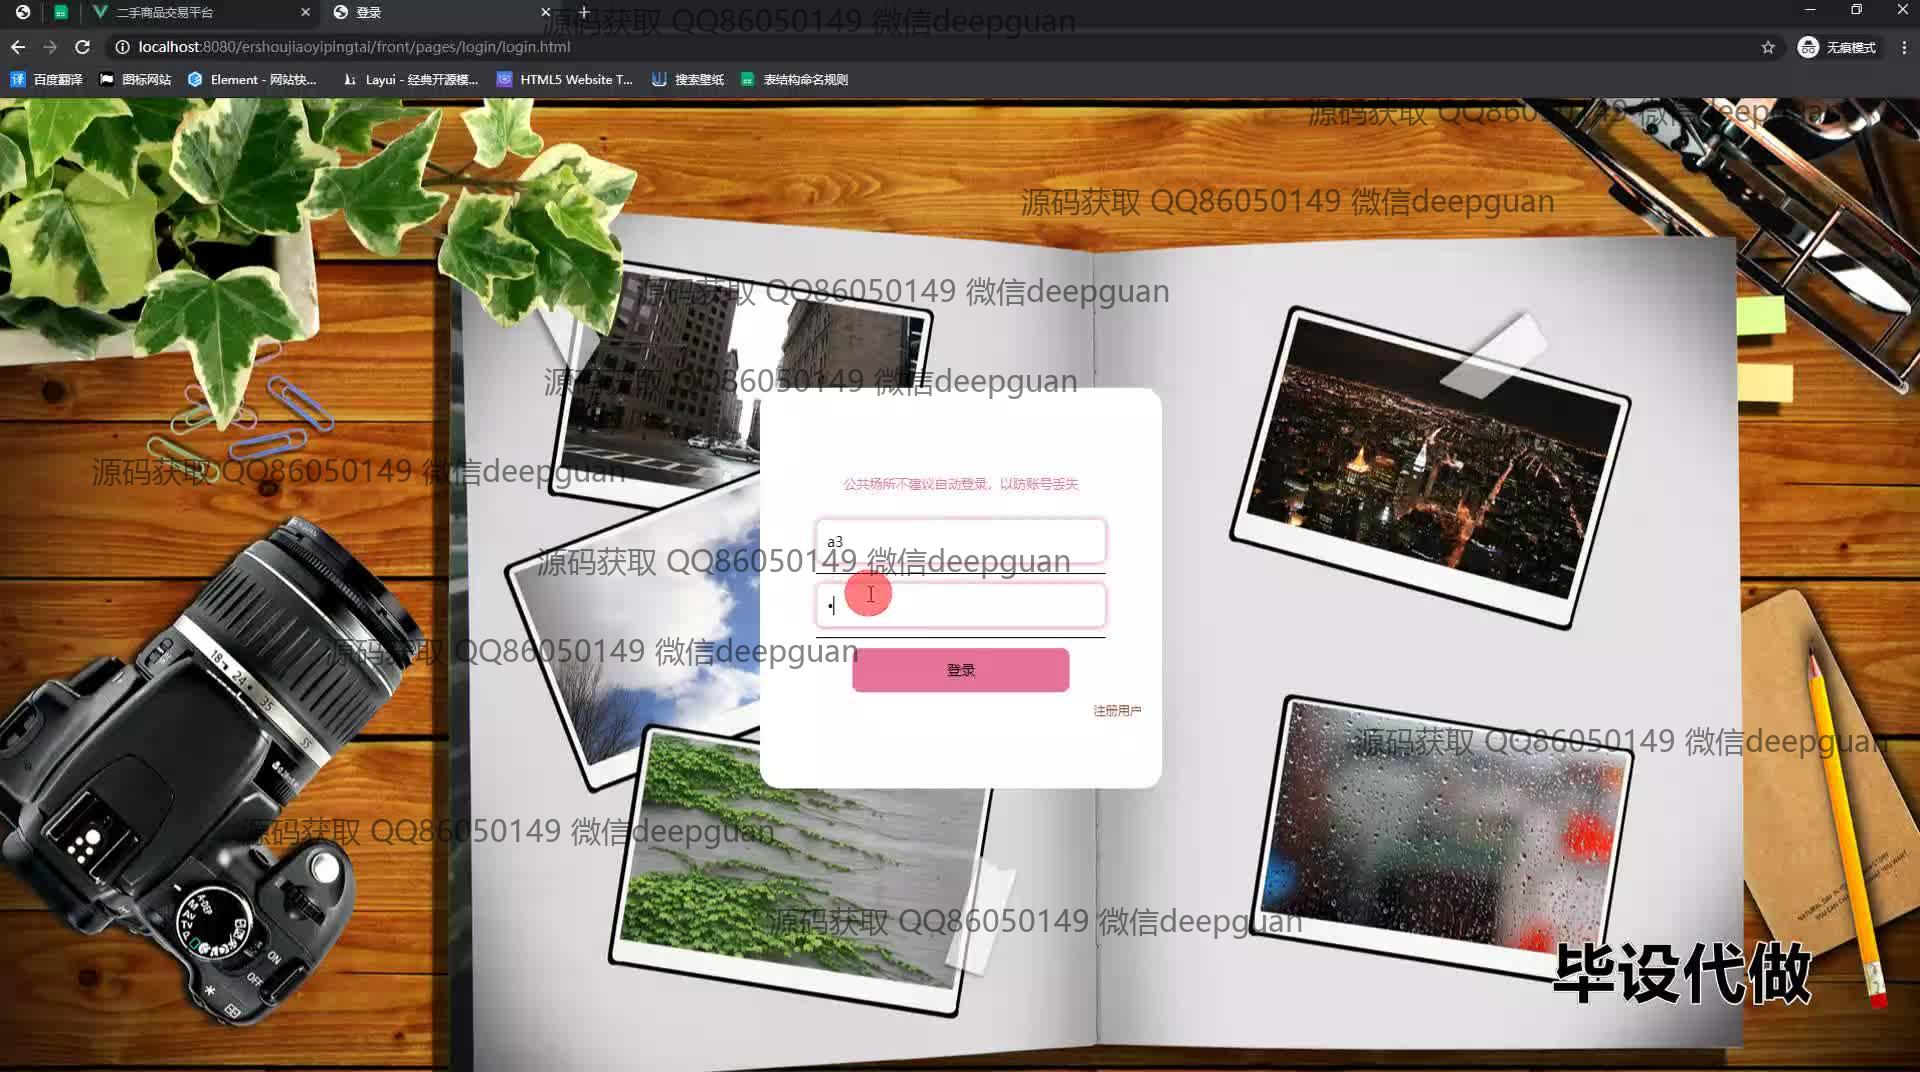 二手商品交易平台
登录
源码获取 QQ86050149 微信deepguan
localhost:8080/ershoujiaoyipingtai/front/pages/login/login.html
无痕模式
百度翻译
图标网站
Element - 网站快...
Layui - 经典开源模...
HTML5 Website T...
搜索壁纸
表结构命名规则
源码获取 QQ86050149 微信deepguan
源码获取 QQ86050149 微信deepguan
源码获取 QQ86050149 微信deepguan
源码获取 QQ86050149 微信deepguan
源码获取 QQ86050149 微信deepguan
公共场所不建议自动登录，以防账号丢失
a3
源码获取 QQ86050149 微信deepguan
源码获取 QQ86050149 微信deepguan
登录
注册用户
源码获取 QQ86050149 微信deepguan
源码获取 QQ86050149 微信deepguan
源码获取 QQ86050149 微信deepguan
毕设代做
18 24 35 55
ON
OFF